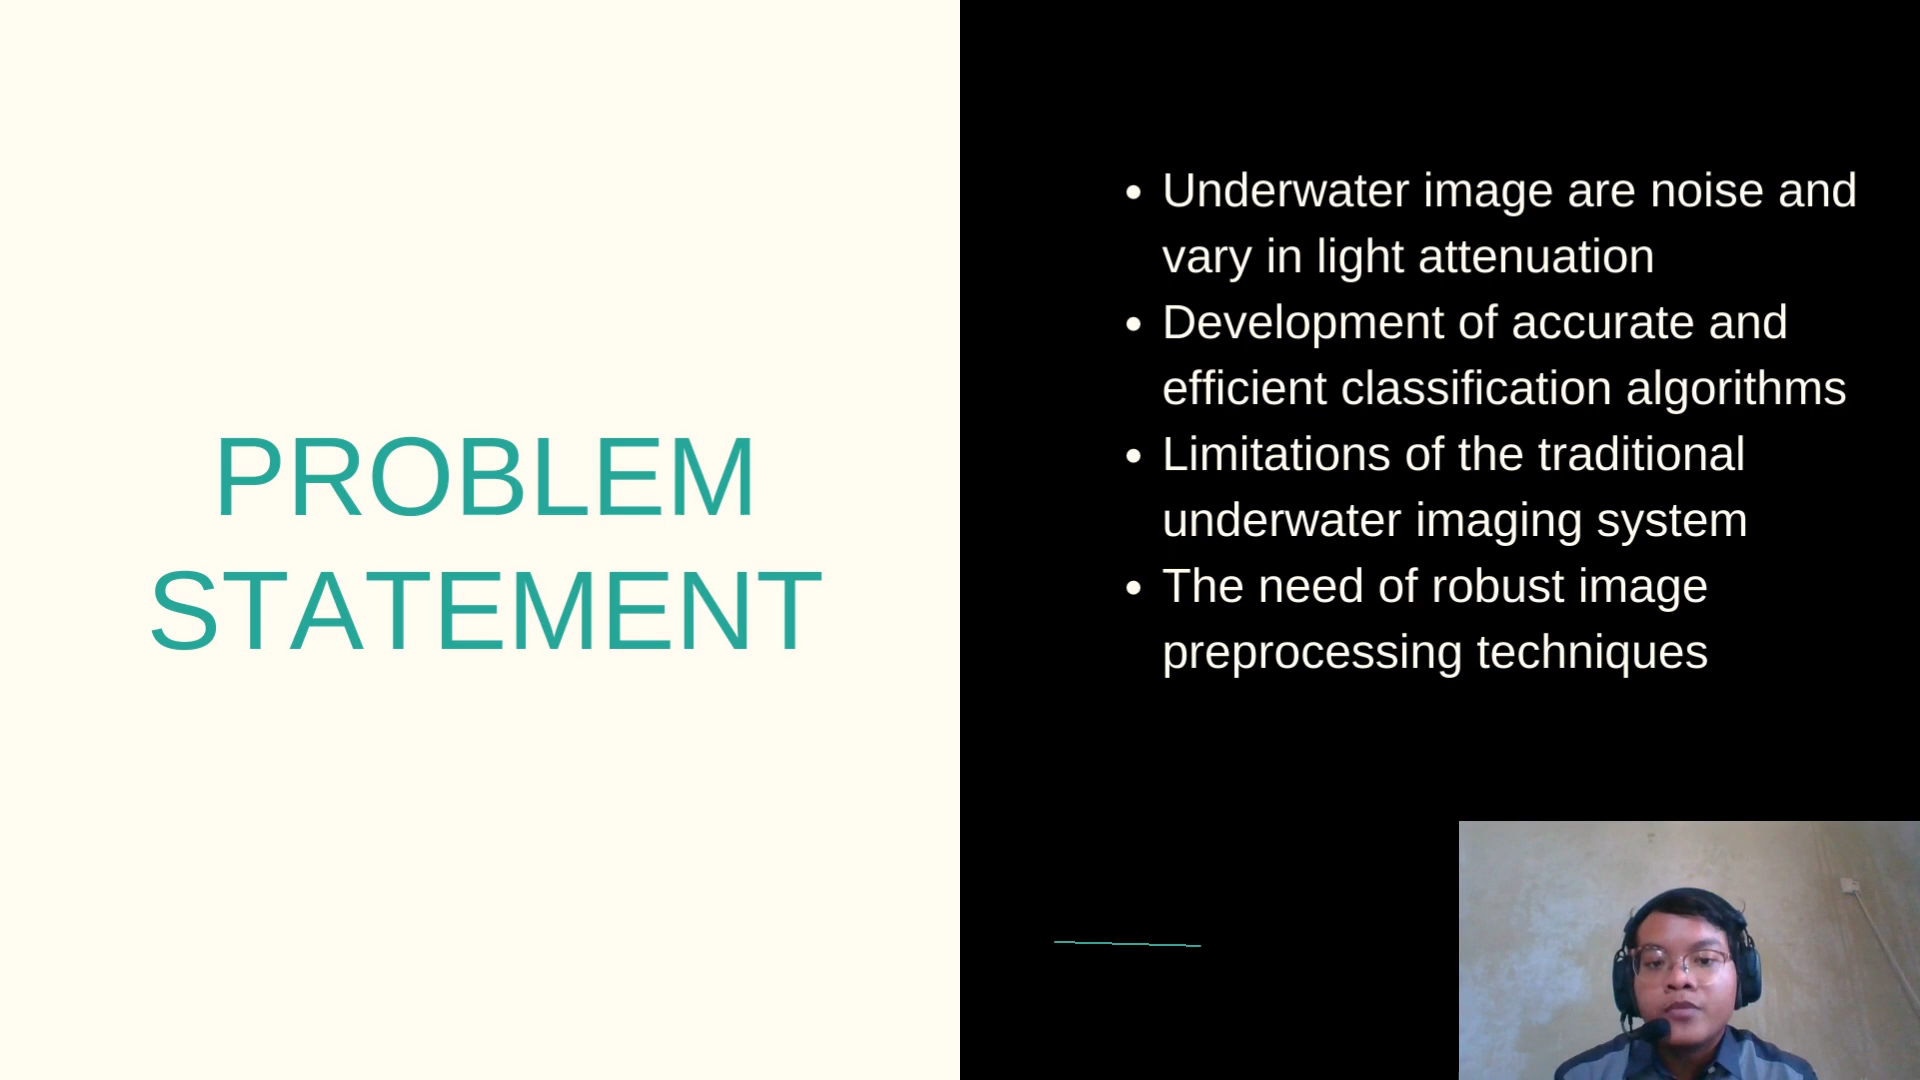 PROBLEM
STATEMENT
• Underwater image are noise and
vary in light attenuation
• Development of accurate and
efficient classification algorithms
• Limitations of the traditional
underwater imaging system
• The need of robust image
preprocessing techniques